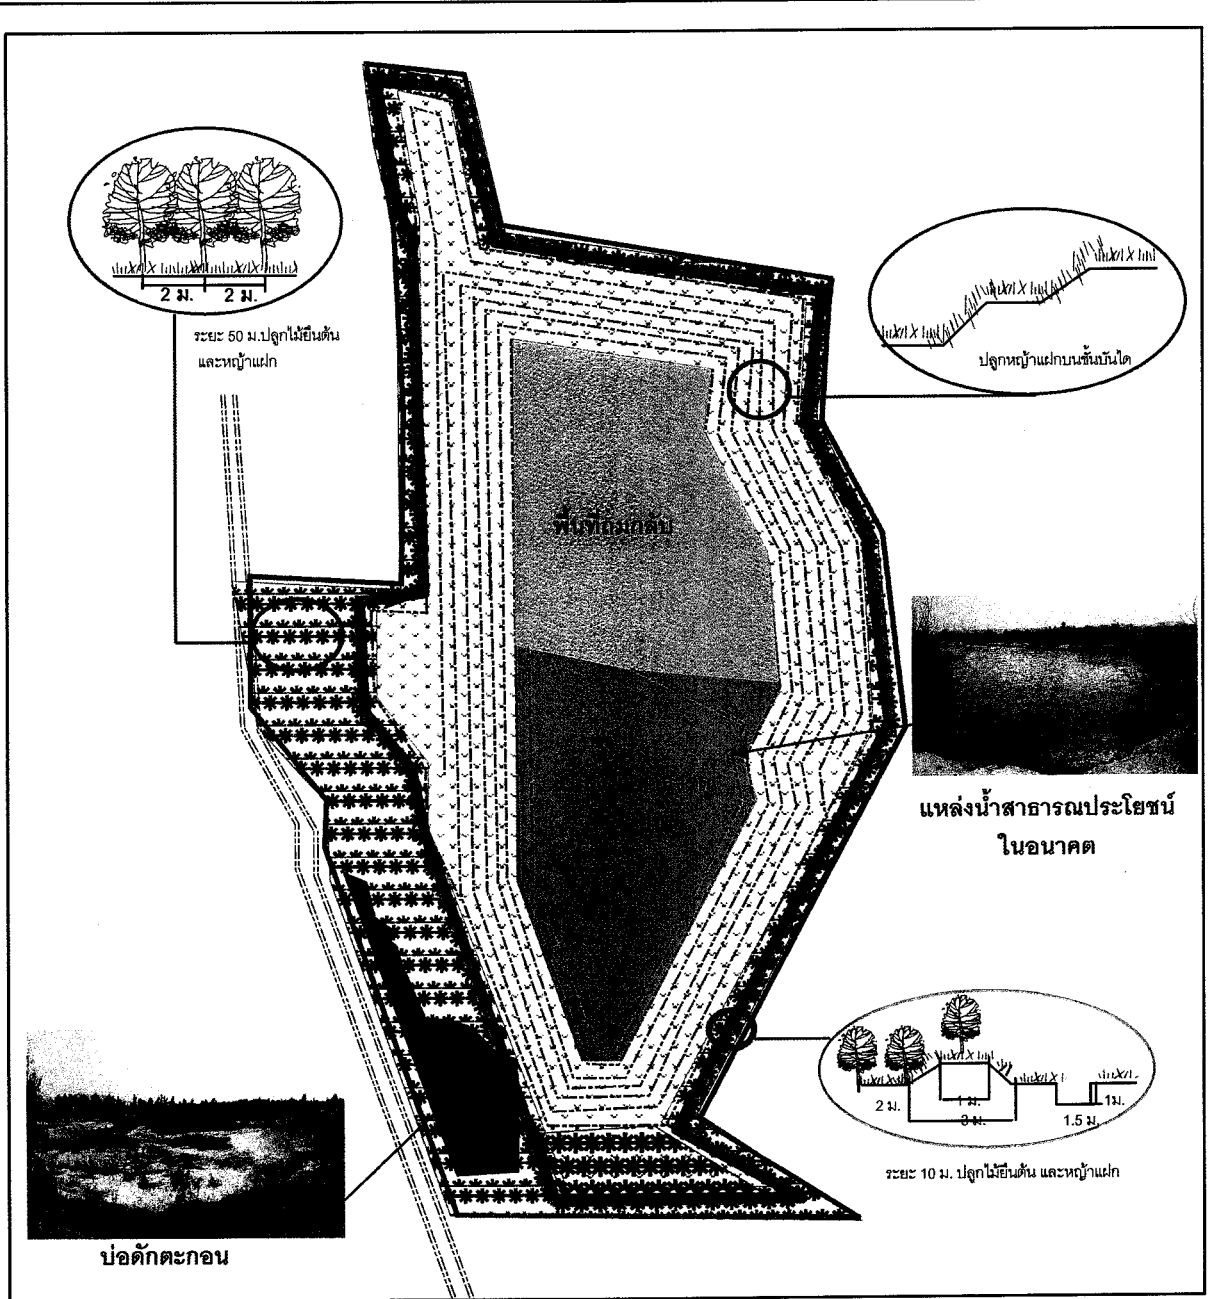 2 ม.
2 ม.
ระยะ 50 ม.ปลูกไม้ยืนต้น
และหญ้าแฝก
ปลูกหญ้าแฝกบนขั้นบันได
พื้นที่ถมกลับ
แหล่งน้ำสาธารณประโยชน์
ในอนาคต
2 ม.
1 ม.
3 ม.
1.5 ม.
1ม.
ระยะ 10 ม. ปลูกไม้ยืนต้น และหญ้าแฝก
บ่อดักตะกอน